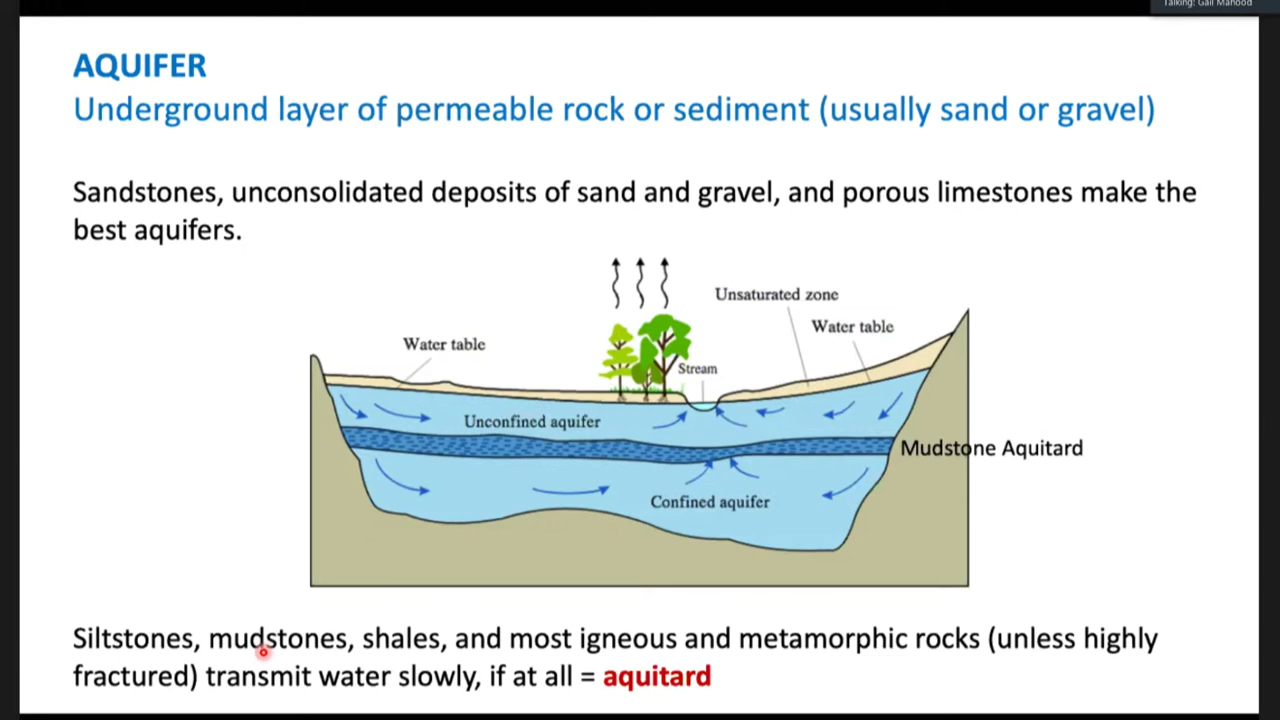 Talking: Gail Mahood
AQUIFER
Underground layer of permeable rock or sediment (usually sand or gravel)
Sandstones, unconsolidated deposits of sand and gravel, and porous limestones make the
best aquifers.
Unsaturated zone
Water table
Water table
Stream
Unconfined aquifer
Mudstone Aquitard
Confined aquifer
Siltstones, mudstones, shales, and most igneous and metamorphic rocks (unless highly
fractured) transmit water slowly, if at all = aquitard